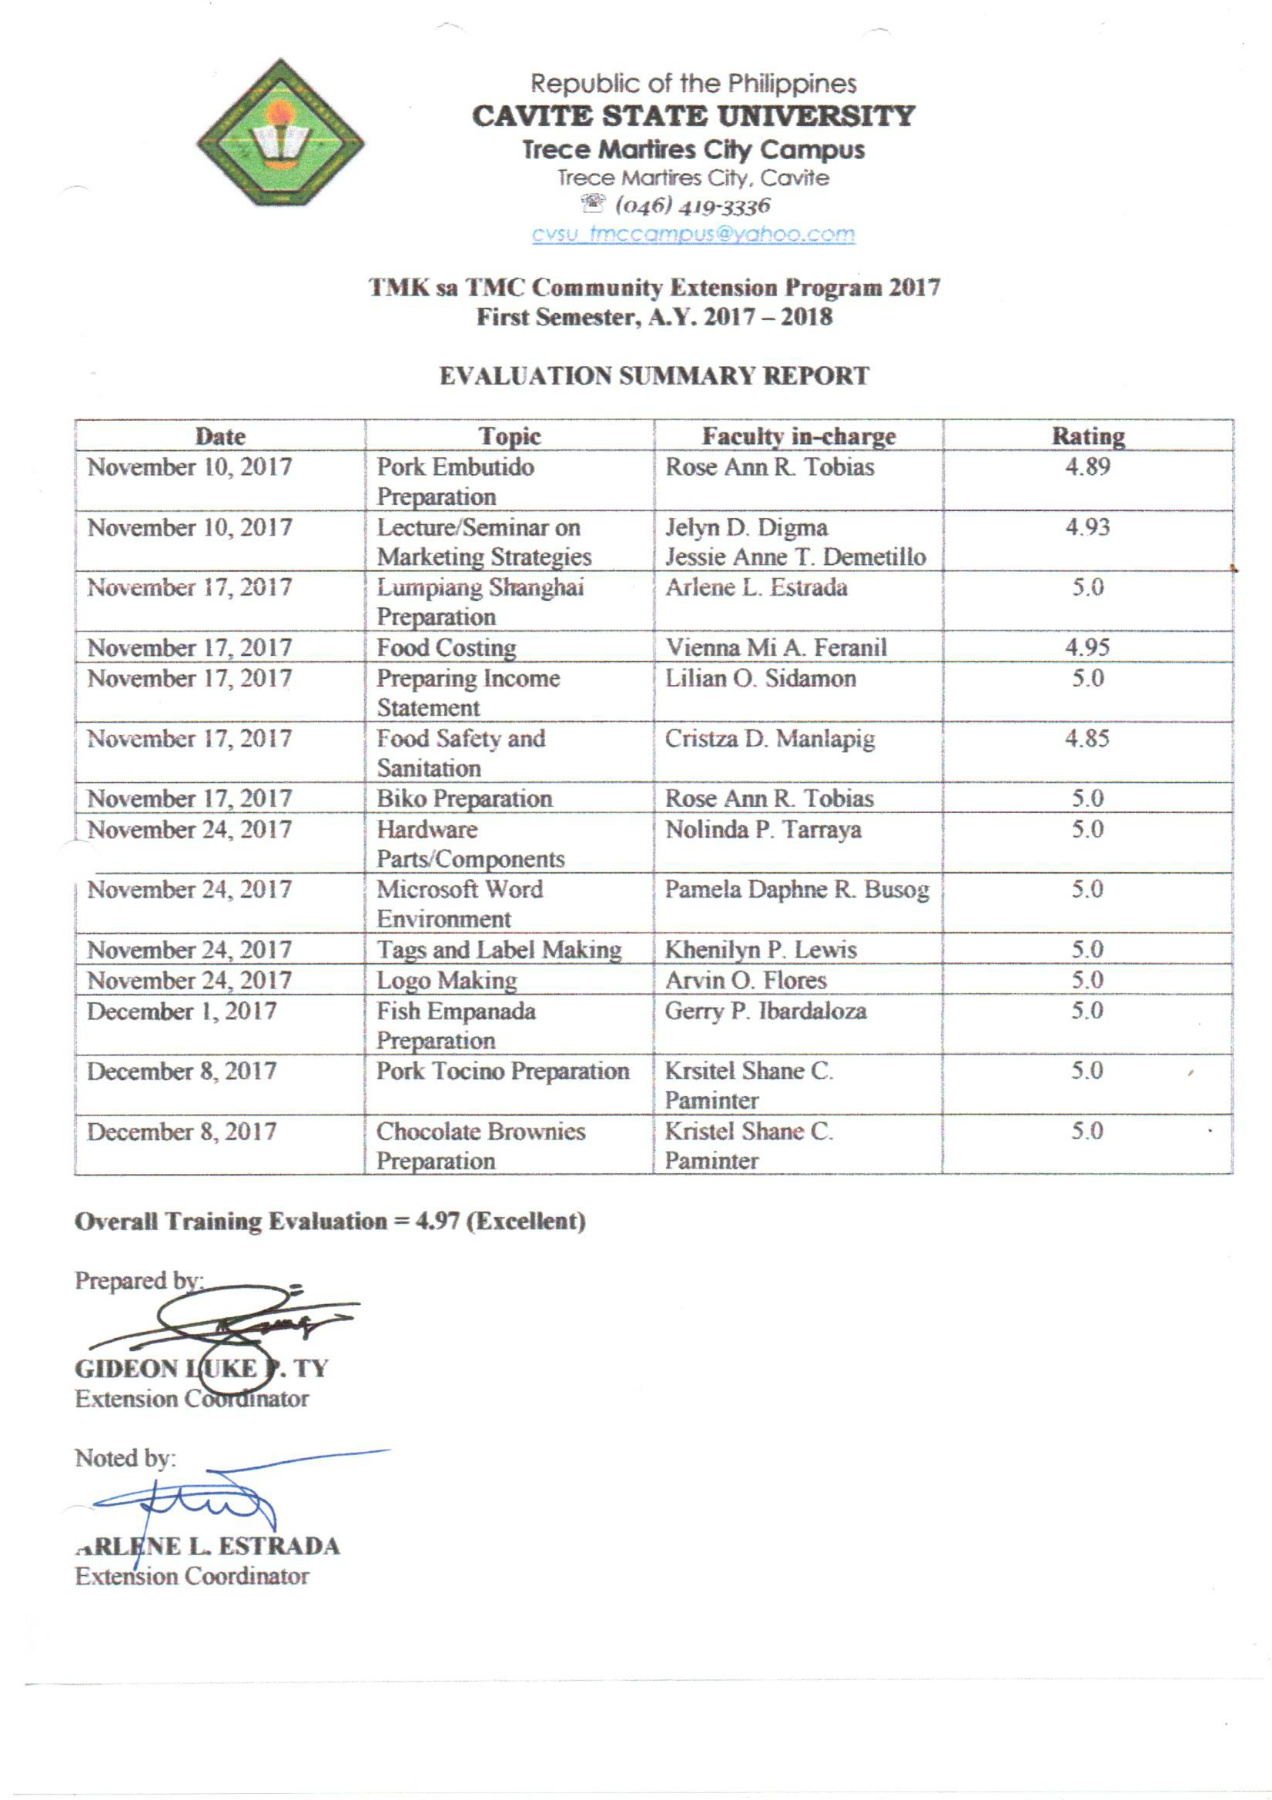 Republic of the Philippines
CAVITE STATE UNIVERSITY
Trece Martires City Campus
Trece Martires City, Cavite
☏ (046) 419-3336
cvsu_tmccampus@yahoo.com
TMK sa TMC Community Extension Program 2017
First Semester, A.Y. 2017 – 2018
EVALUATION SUMMARY REPORT
Date Topic Faculty in-charge Rating
November 10, 2017 Pork Embutido Rose Ann R. Tobias 4.89
Preparation
November 10, 2017 Lecture/Seminar on Jelyn D. Digma 4.93
Marketing Strategies Jessie Anne T. Demetillo
November 17, 2017 Lumpiang Shanghai Arlene L. Estrada 5.0
Preparation
November 17, 2017 Food Costing Vienna Mi A. Feranil 4.95
November 17, 2017 Preparing Income Lilian O. Sidamon 5.0
Statement
November 17, 2017 Food Safety and Cristza D. Manlapig 4.85
Sanitation
November 17, 2017 Biko Preparation Rose Ann R. Tobias 5.0
November 24, 2017 Hardware Nolinda P. Tarraya 5.0
Parts/Components
November 24, 2017 Microsoft Word Pamela Daphne R. Busog 5.0
Environment
November 24, 2017 Tags and Label Making Khenilyn P. Lewis 5.0
November 24, 2017 Logo Making Arvin O. Flores 5.0
December 1, 2017 Fish Empanada Gerry P. Ibardaloza 5.0
Preparation
December 8, 2017 Pork Tocino Preparation Krsitel Shane C. 5.0
Paminter
December 8, 2017 Chocolate Brownies Kristel Shane C. 5.0
Preparation Paminter
Overall Training Evaluation = 4.97 (Excellent)
Prepared by:
GIDEON LUKE P. TY
Extension Coordinator
Noted by:
ARLENE L. ESTRADA
Extension Coordinator